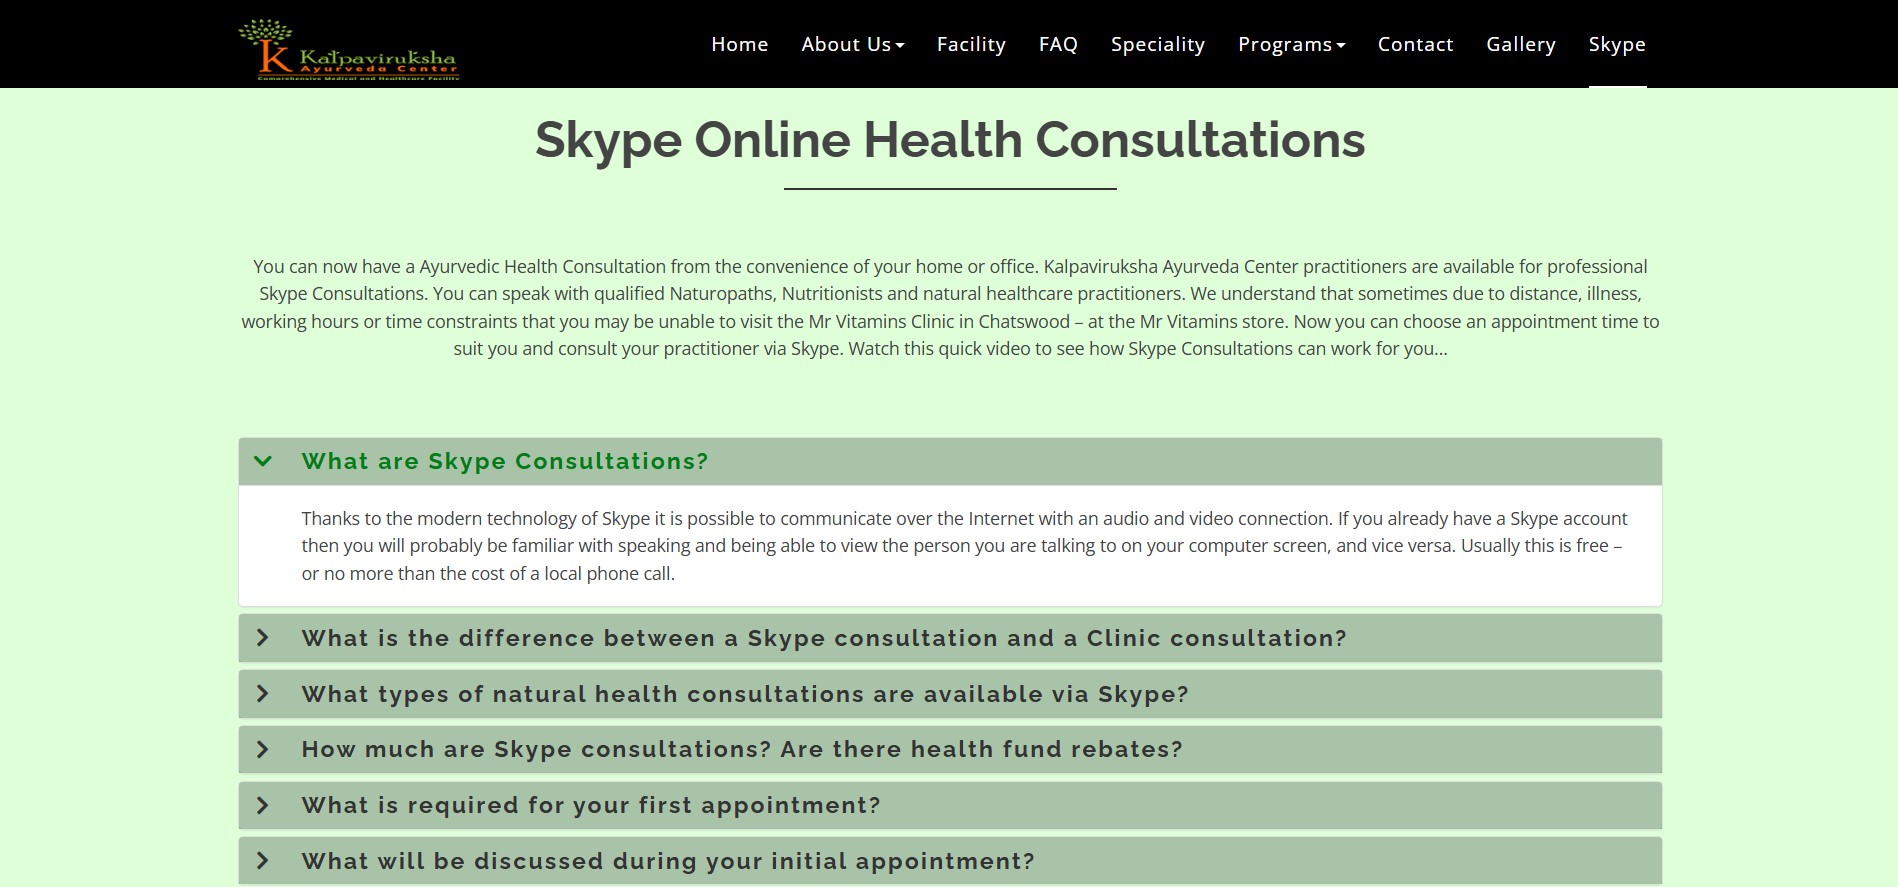 Kalpaviruksha
Ayurveda Center
Comprehensive Medical and Healthcare Facility
Home About Us Facility FAQ Speciality Programs Contact Gallery Skype
Skype Online Health Consultations
You can now have a Ayurvedic Health Consultation from the convenience of your home or office. Kalpaviruksha Ayurveda Center practitioners are available for professional
Skype Consultations. You can speak with qualified Naturopaths, Nutritionists and natural healthcare practitioners. We understand that sometimes due to distance, illness,
working hours or time constraints that you may be unable to visit the Mr Vitamins Clinic in Chatswood – at the Mr Vitamins store. Now you can choose an appointment time to
suit you and consult your practitioner via Skype. Watch this quick video to see how Skype Consultations can work for you...
What are Skype Consultations?
Thanks to the modern technology of Skype it is possible to communicate over the Internet with an audio and video connection. If you already have a Skype account
then you will probably be familiar with speaking and being able to view the person you are talking to on your computer screen, and vice versa. Usually this is free –
or no more than the cost of a local phone call.
What is the difference between a Skype consultation and a Clinic consultation?
What types of natural health consultations are available via Skype?
How much are Skype consultations? Are there health fund rebates?
What is required for your first appointment?
What will be discussed during your initial appointment?